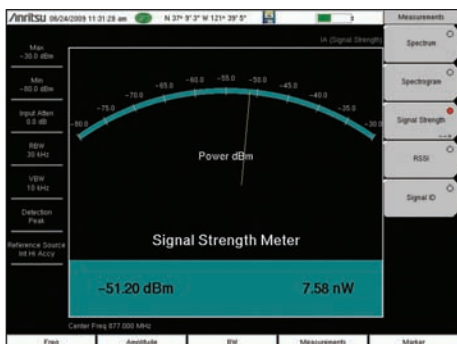 Anritsu 06/24/2009 11:31:28 am N 37° 9' 3" W 121° 39' 5"
Measurements
IA (Signal Strength)
Max
-30.0 dBm
Min
-80.0 dBm
Input Atten
0.0 dB
RBW
30 kHz
VBW
10 kHz
Detection
Peak
Reference Source
Int Hi Accy
-80.0 -75.0 -70.0 -65.0 -60.0 -55.0 -50.0 -45.0 -40.0 -35.0 -30.0
Power dBm
Signal Strength Meter
-51.20 dBm 7.58 nW
Center Freq 877.000 MHz
Spectrum
Spectrogram
Signal Strength
-->
RSSI
Signal ID
Freq Amplitude BW Measurements Marker